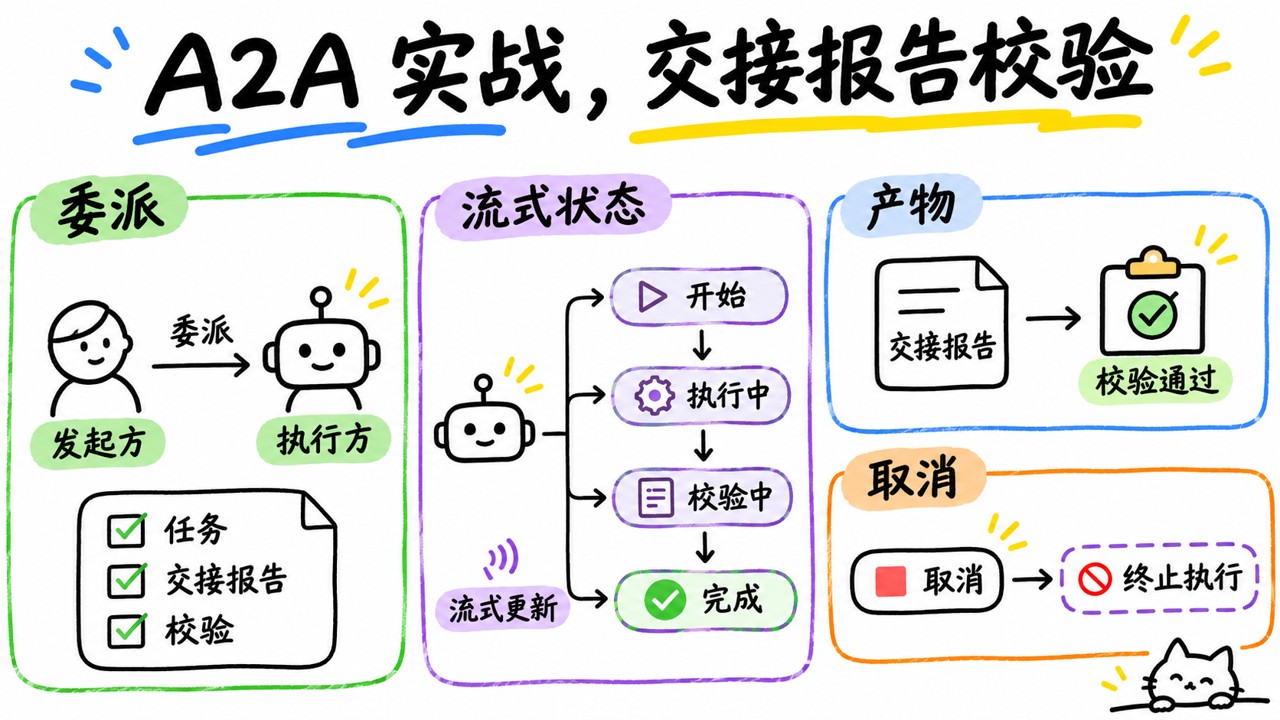 A2A 实战，交接报告校验
委派
委派
发起方
执行方
任务
交接报告
校验
流式状态
开始
执行中
校验中
完成
流式更新
产物
交接报告
校验通过
取消
取消
终止执行